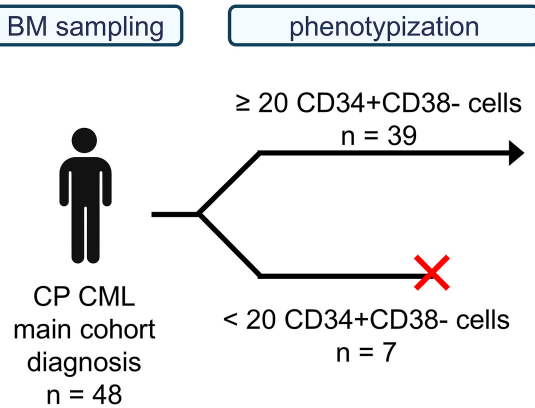 BM sampling
phenotypization
≥ 20 CD34+CD38- cells
n = 39
CP CML
main cohort
diagnosis
n = 48
< 20 CD34+CD38- cells
n = 7